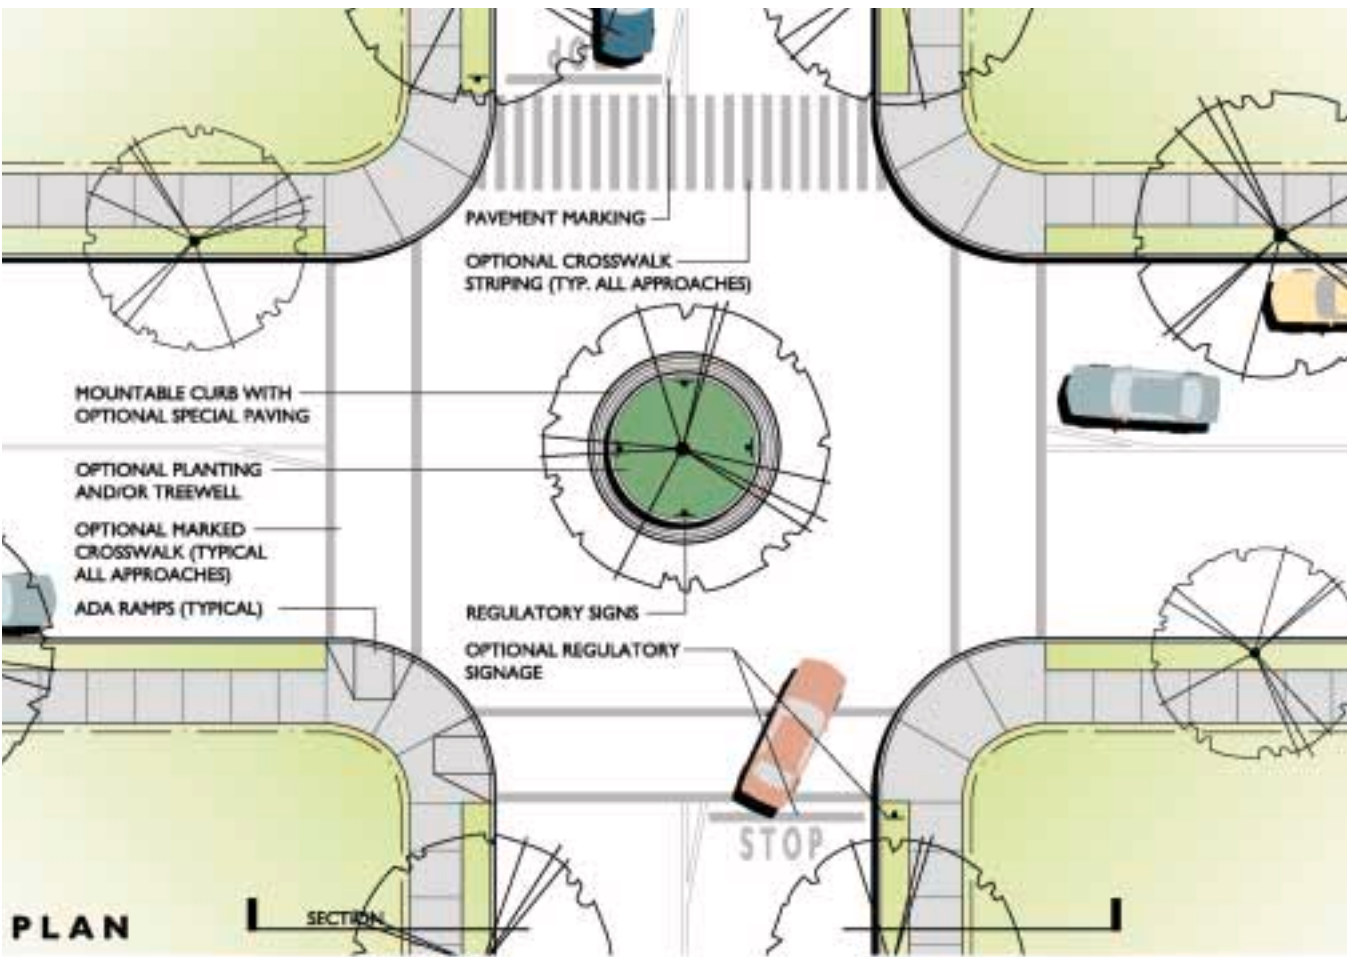 STOP
PAVEMENT MARKING
OPTIONAL CROSSWALK
STRIPING (TYP. ALL APPROACHES)
MOUNTABLE CURB WITH
OPTIONAL SPECIAL PAVING
OPTIONAL PLANTING
AND/OR TREEWELL
OPTIONAL MARKED
CROSSWALK (TYPICAL
ALL APPROACHES)
ADA RAMPS (TYPICAL)
REGULATORY SIGNS
OPTIONAL REGULATORY
SIGNAGE
STOP
SECTION
PLAN